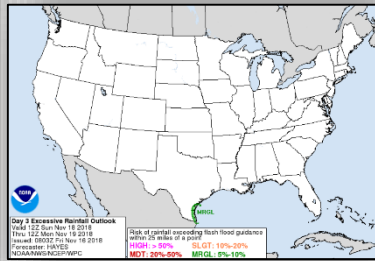 MRGL
noaa
Day 3 Excessive Rainfall Outlook
Valid 12Z Sun Nov 18 2018
Thru 12Z Mon Nov 19 2018
Issued: 0803Z Fri Nov 16 2018
Forecaster: HAYES
NOAA/NWS/NCEP/WPC
Risk of rainfall exceeding flash flood guidance
within 25 miles of a point
HIGH: > 50% SLGT: 10%-20%
MDT: 20%-50% MRGL: 5%-10%